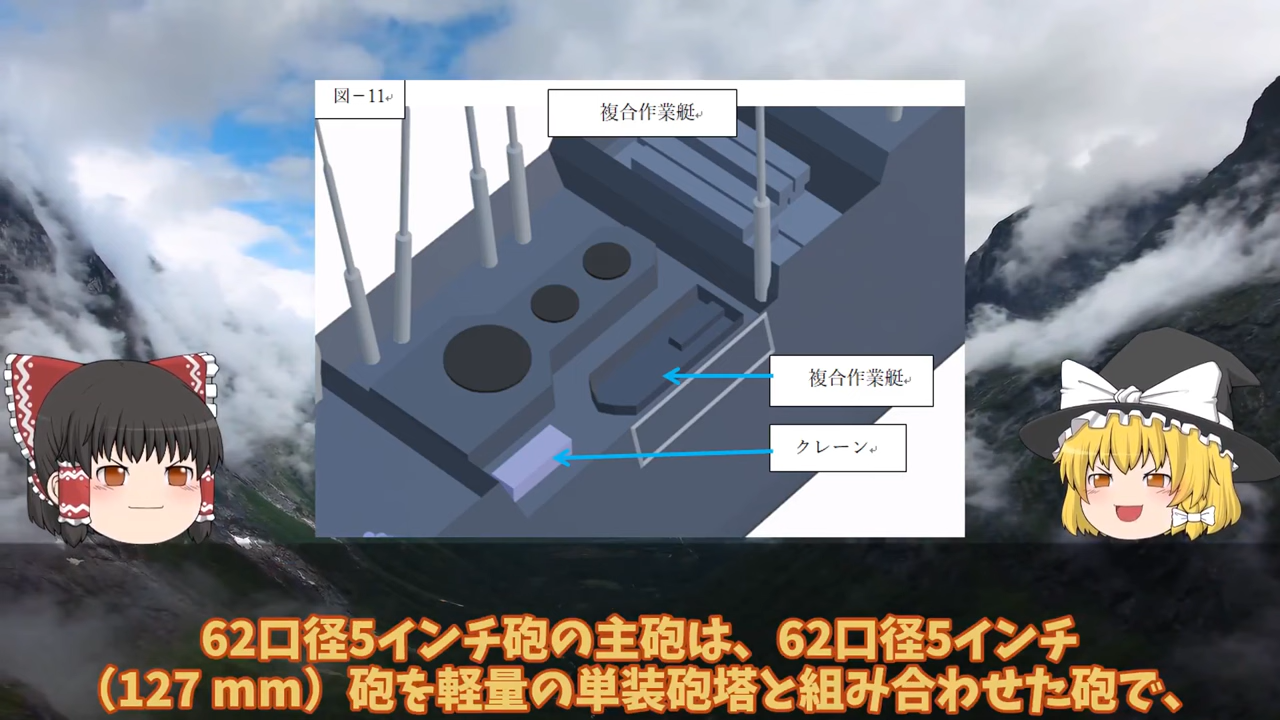 図－11
複合作業艇
複合作業艇
クレーン
62口径5インチ砲の主砲は、62口径5インチ
（127 mm）砲を軽量の単装砲塔と組み合わせた砲で、